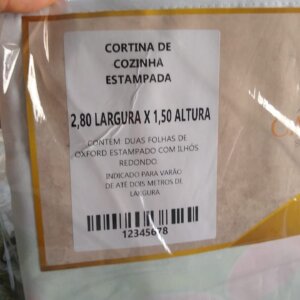 CORTINA DE
COZINHA
ESTAMPADA
2,80 LARGURA X 1,50 ALTURA
CONTEM DUAS FOLHAS DE
OXFORD ESTAMPADO COM ILHÓS
REDONDO.
INDICADO PARA VARÃO
DE ATÉ DOIS METROS DE
LARGURA
12345678